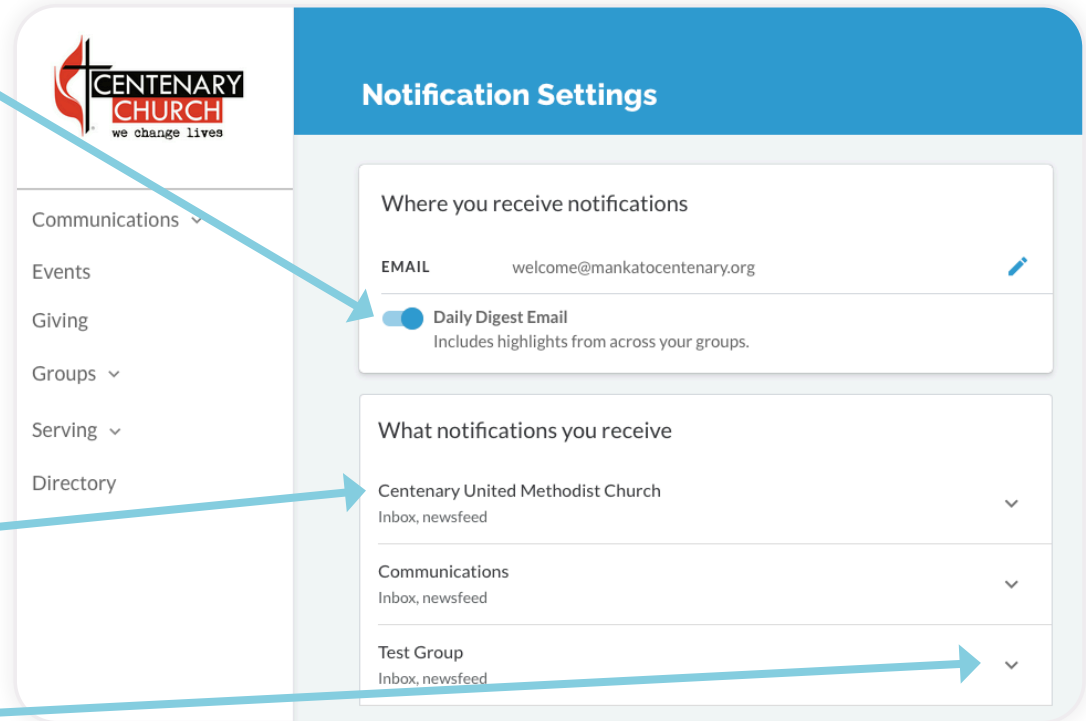 CENTENARY
CHURCH
we change lives
Communications
Events
Giving
Groups
Serving
Directory
Notification Settings
Where you receive notifications
EMAIL welcome@mankatocentenary.org
Daily Digest Email
Includes highlights from across your groups.
What notifications you receive
Centenary United Methodist Church
Inbox, newsfeed
Communications
Inbox, newsfeed
Test Group
Inbox, newsfeed